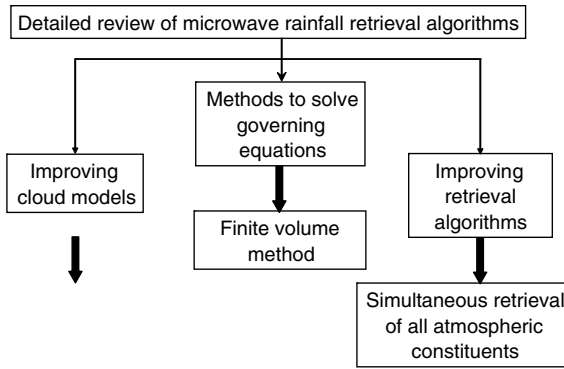 Detailed review of microwave rainfall retrieval algorithms
Methods to solve
governing
equations
Improving
cloud models
Improving
retrieval
algorithms
Finite volume
method
Simultaneous retrieval
of all atmospheric
constituents